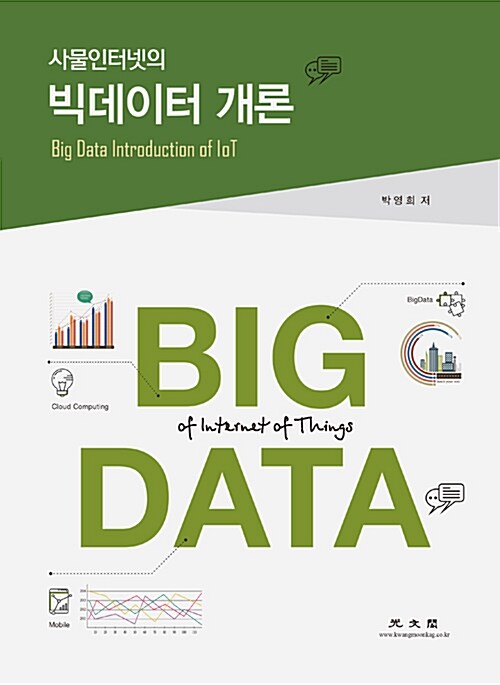 사물인터넷의
빅데이터 개론
Big Data Introduction of IoT
박영희 저
BigData
BIG
Cloud Computing
of Internet of Things
DATA
Mobile
光文閣
www.kwangmoonkag.co.kr